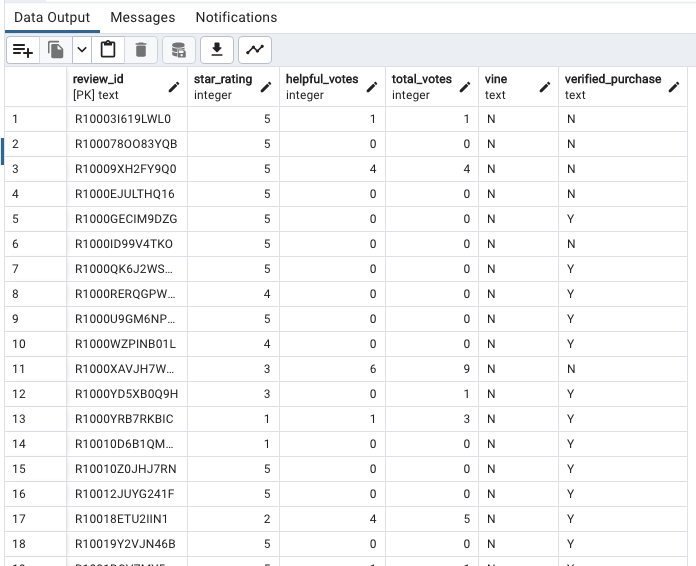 Data Output Messages Notifications
review_id star_rating helpful_votes total_votes vine verified_purchase
[PK] text integer integer integer text text
1 R10003I619LWL0 5 1 1 N N
2 R100078OO83YQB 5 0 0 N N
3 R10009XH2FY9Q0 5 4 4 N N
4 R1000EJULTHQ16 5 0 0 N N
5 R1000GECIM9DZG 5 0 0 N Y
6 R1000ID99V4TKO 5 0 0 N N
7 R1000QK6J2WS... 5 0 0 N Y
8 R1000RERQGPW... 4 0 0 N Y
9 R1000U9GM6NP... 5 0 0 N Y
10 R1000WZPINB01L 4 0 0 N Y
11 R1000XAVJH7W... 3 6 9 N N
12 R1000YD5XB0Q9H 3 0 1 N Y
13 R1000YRB7RKBIC 1 1 3 N Y
14 R10010D6B1QM... 1 0 0 N Y
15 R10010Z0JHJ7RN 5 0 0 N Y
16 R10012JUYG241F 5 0 0 N Y
17 R10018ETU2IIN1 2 4 5 N Y
18 R10019Y2VJN46B 5 0 0 N Y